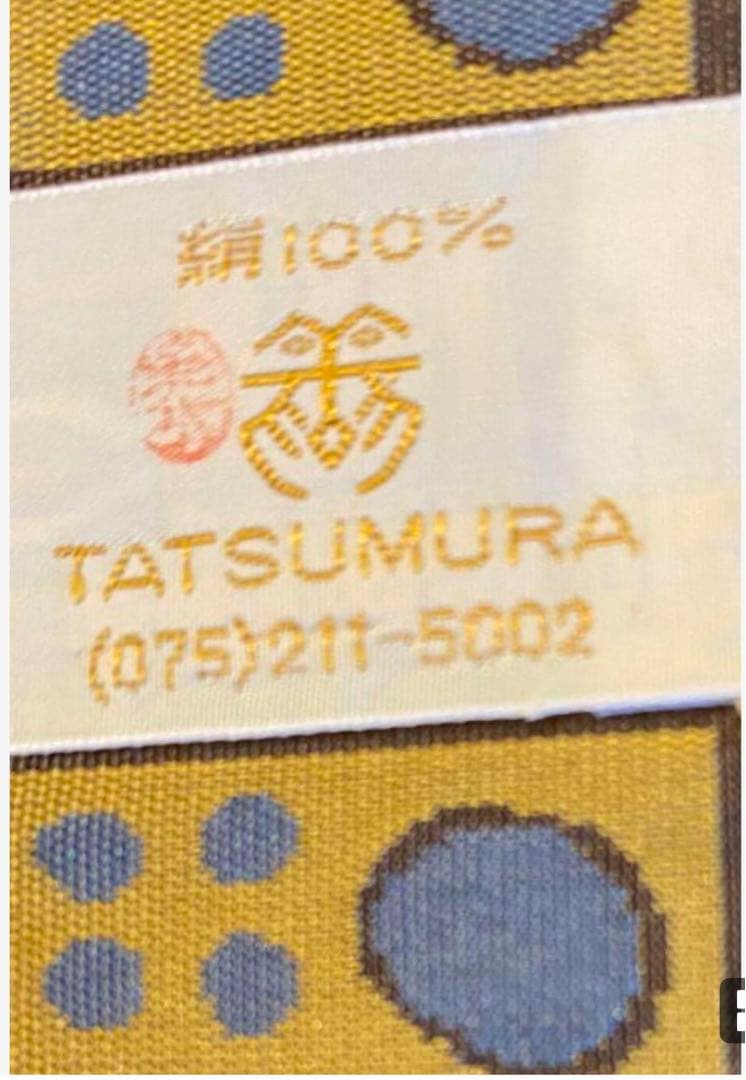 絹100%
TATSUMURA
(075)211-5002